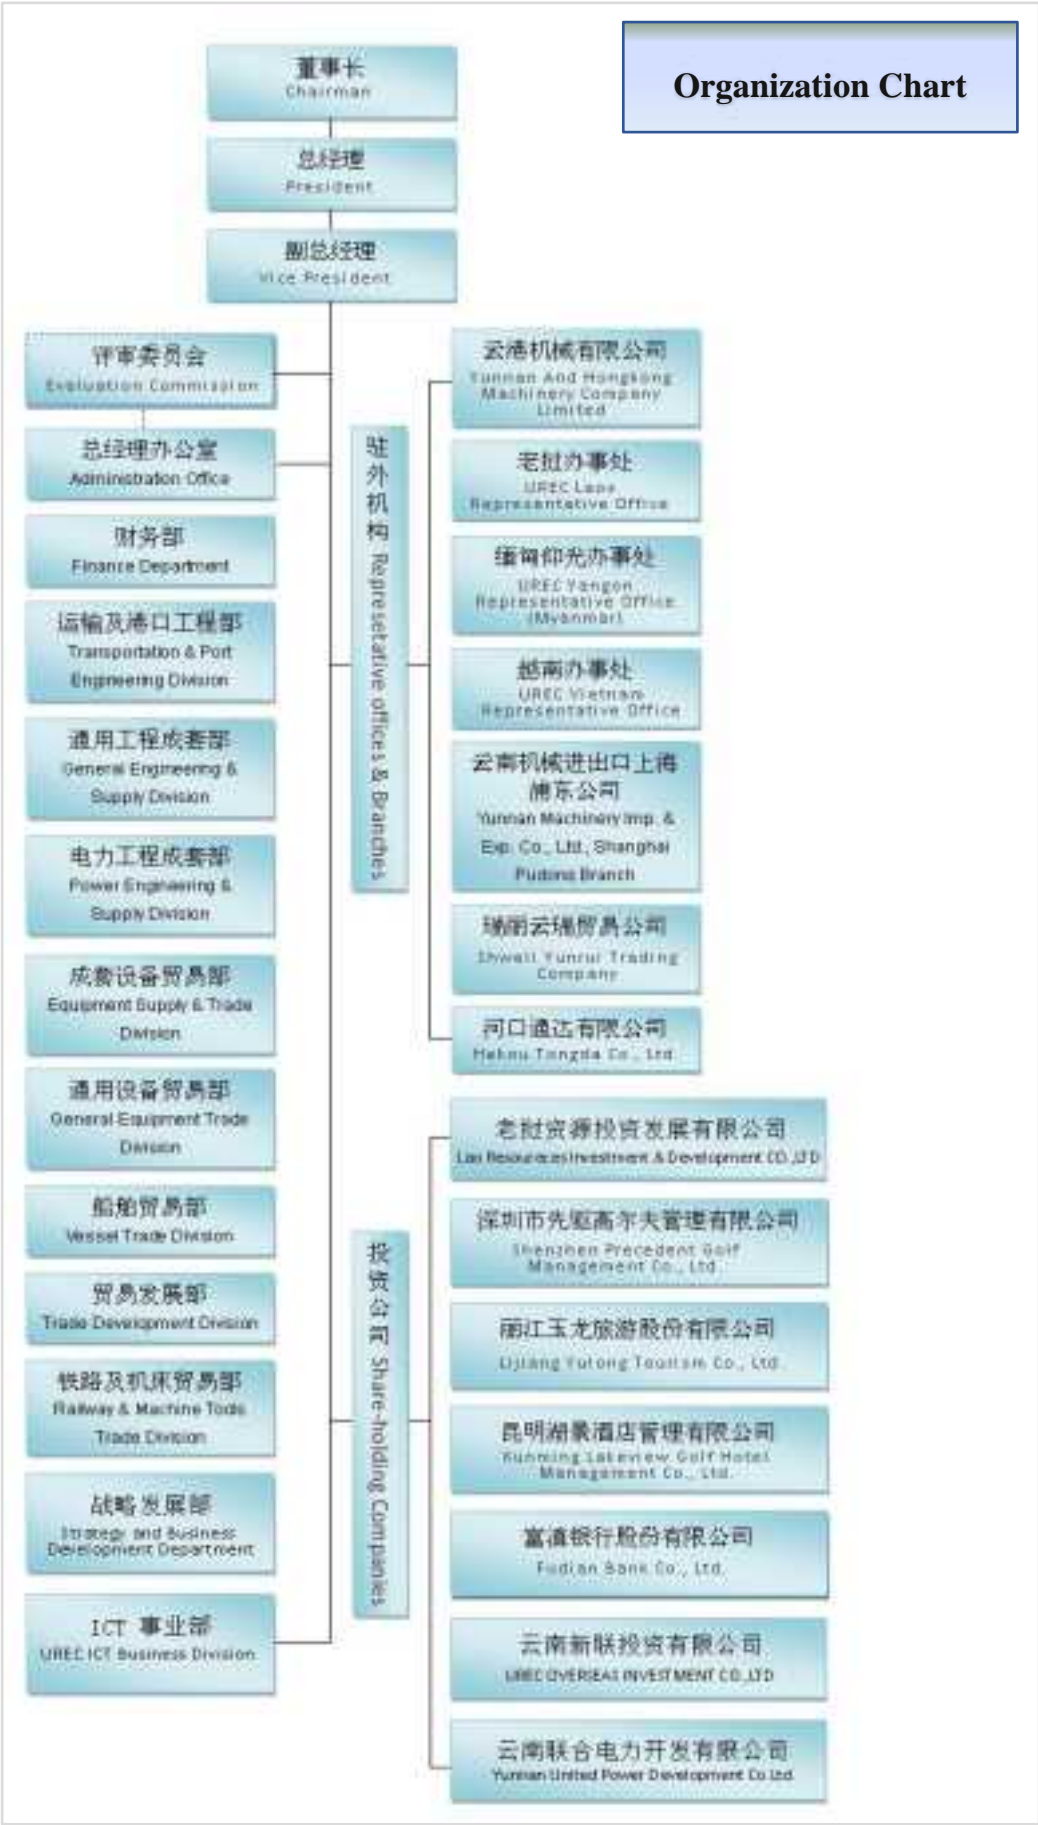 Organization Chart
董事长
Chairman
总经理
President
副总经理
Vice President
评审委员会
Evaluation Commission
总经理办公室
Administration Office
财务部
Finance Department
运输及港口工程部
Transportation & Port
Engineering Division
通用工程成套部
General Engineering &
Supply Division
电力工程成套部
Power Engineering &
Supply Division
成套设备贸易部
Equipment Supply & Trade
Division
通用设备贸易部
General Equipment Trade
Division
船舶贸易部
Vessel Trade Division
贸易发展部
Trade Development Division
铁路及机床贸易部
Railway & Machine Tools
Trade Division
战略发展部
Strategy and Business
Development Department
ICT 事业部
UREC ICT Business Division
驻外机构 Represetative offices & Branches
云港机械有限公司
Yunnan And Hongkong
Machinery Company
Limited
老挝办事处
UREC Laos
Representative Office
缅甸仰光办事处
UREC Yangon
Representative Office
(Myanmar)
越南办事处
UREC Vietnam
Representative Office
云南机械进出口上海
浦东公司
Yunnan Machinery Imp. &
Exp. Co., Ltd., Shanghai
Pudong Branch
瑞丽云瑞贸易公司
Shweli Yunrui Trading
Company
河口通达有限公司
Hekou Tongda Co., Ltd
投资公司 Share-holding Companies
老挝资源投资发展有限公司
Lao Resources Investment & Development CO.,LTD
深圳市先驱高尔夫管理有限公司
Shenzhen Precedent Golf
Management Co., Ltd.
丽江玉龙旅游股份有限公司
Lijiang Yulong Tourism Co., Ltd.
昆明湖景酒店管理有限公司
Kunming Lakeview Golf Hotel
Management Co., Ltd.
富滇银行股份有限公司
Fudian Bank Co., Ltd.
云南新联投资有限公司
UREC OVERSEAS INVESTMENT CO.,LTD
云南联合电力开发有限公司
Yunnan United Power Development Co.Ltd.